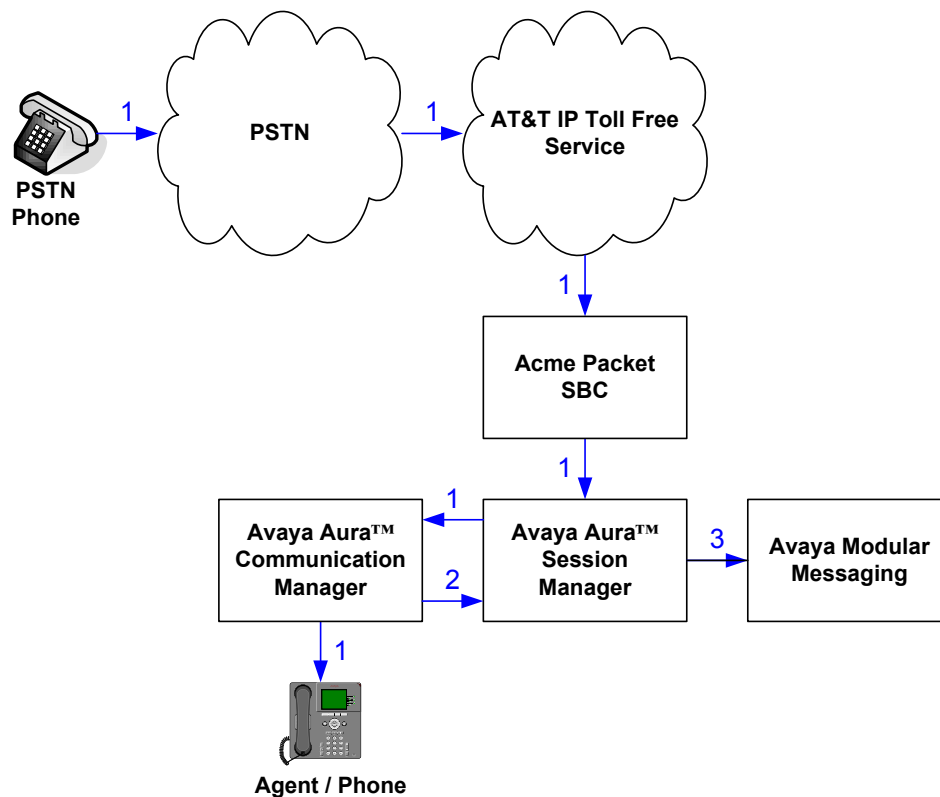 1
1
PSTN
AT&T IP Toll Free
Service
PSTN
Phone
1
Acme Packet
SBC
1
1
Avaya Aura™
Communication
Manager
2
Avaya Aura™
Session
Manager
3
Avaya Modular
Messaging
1
Agent / Phone